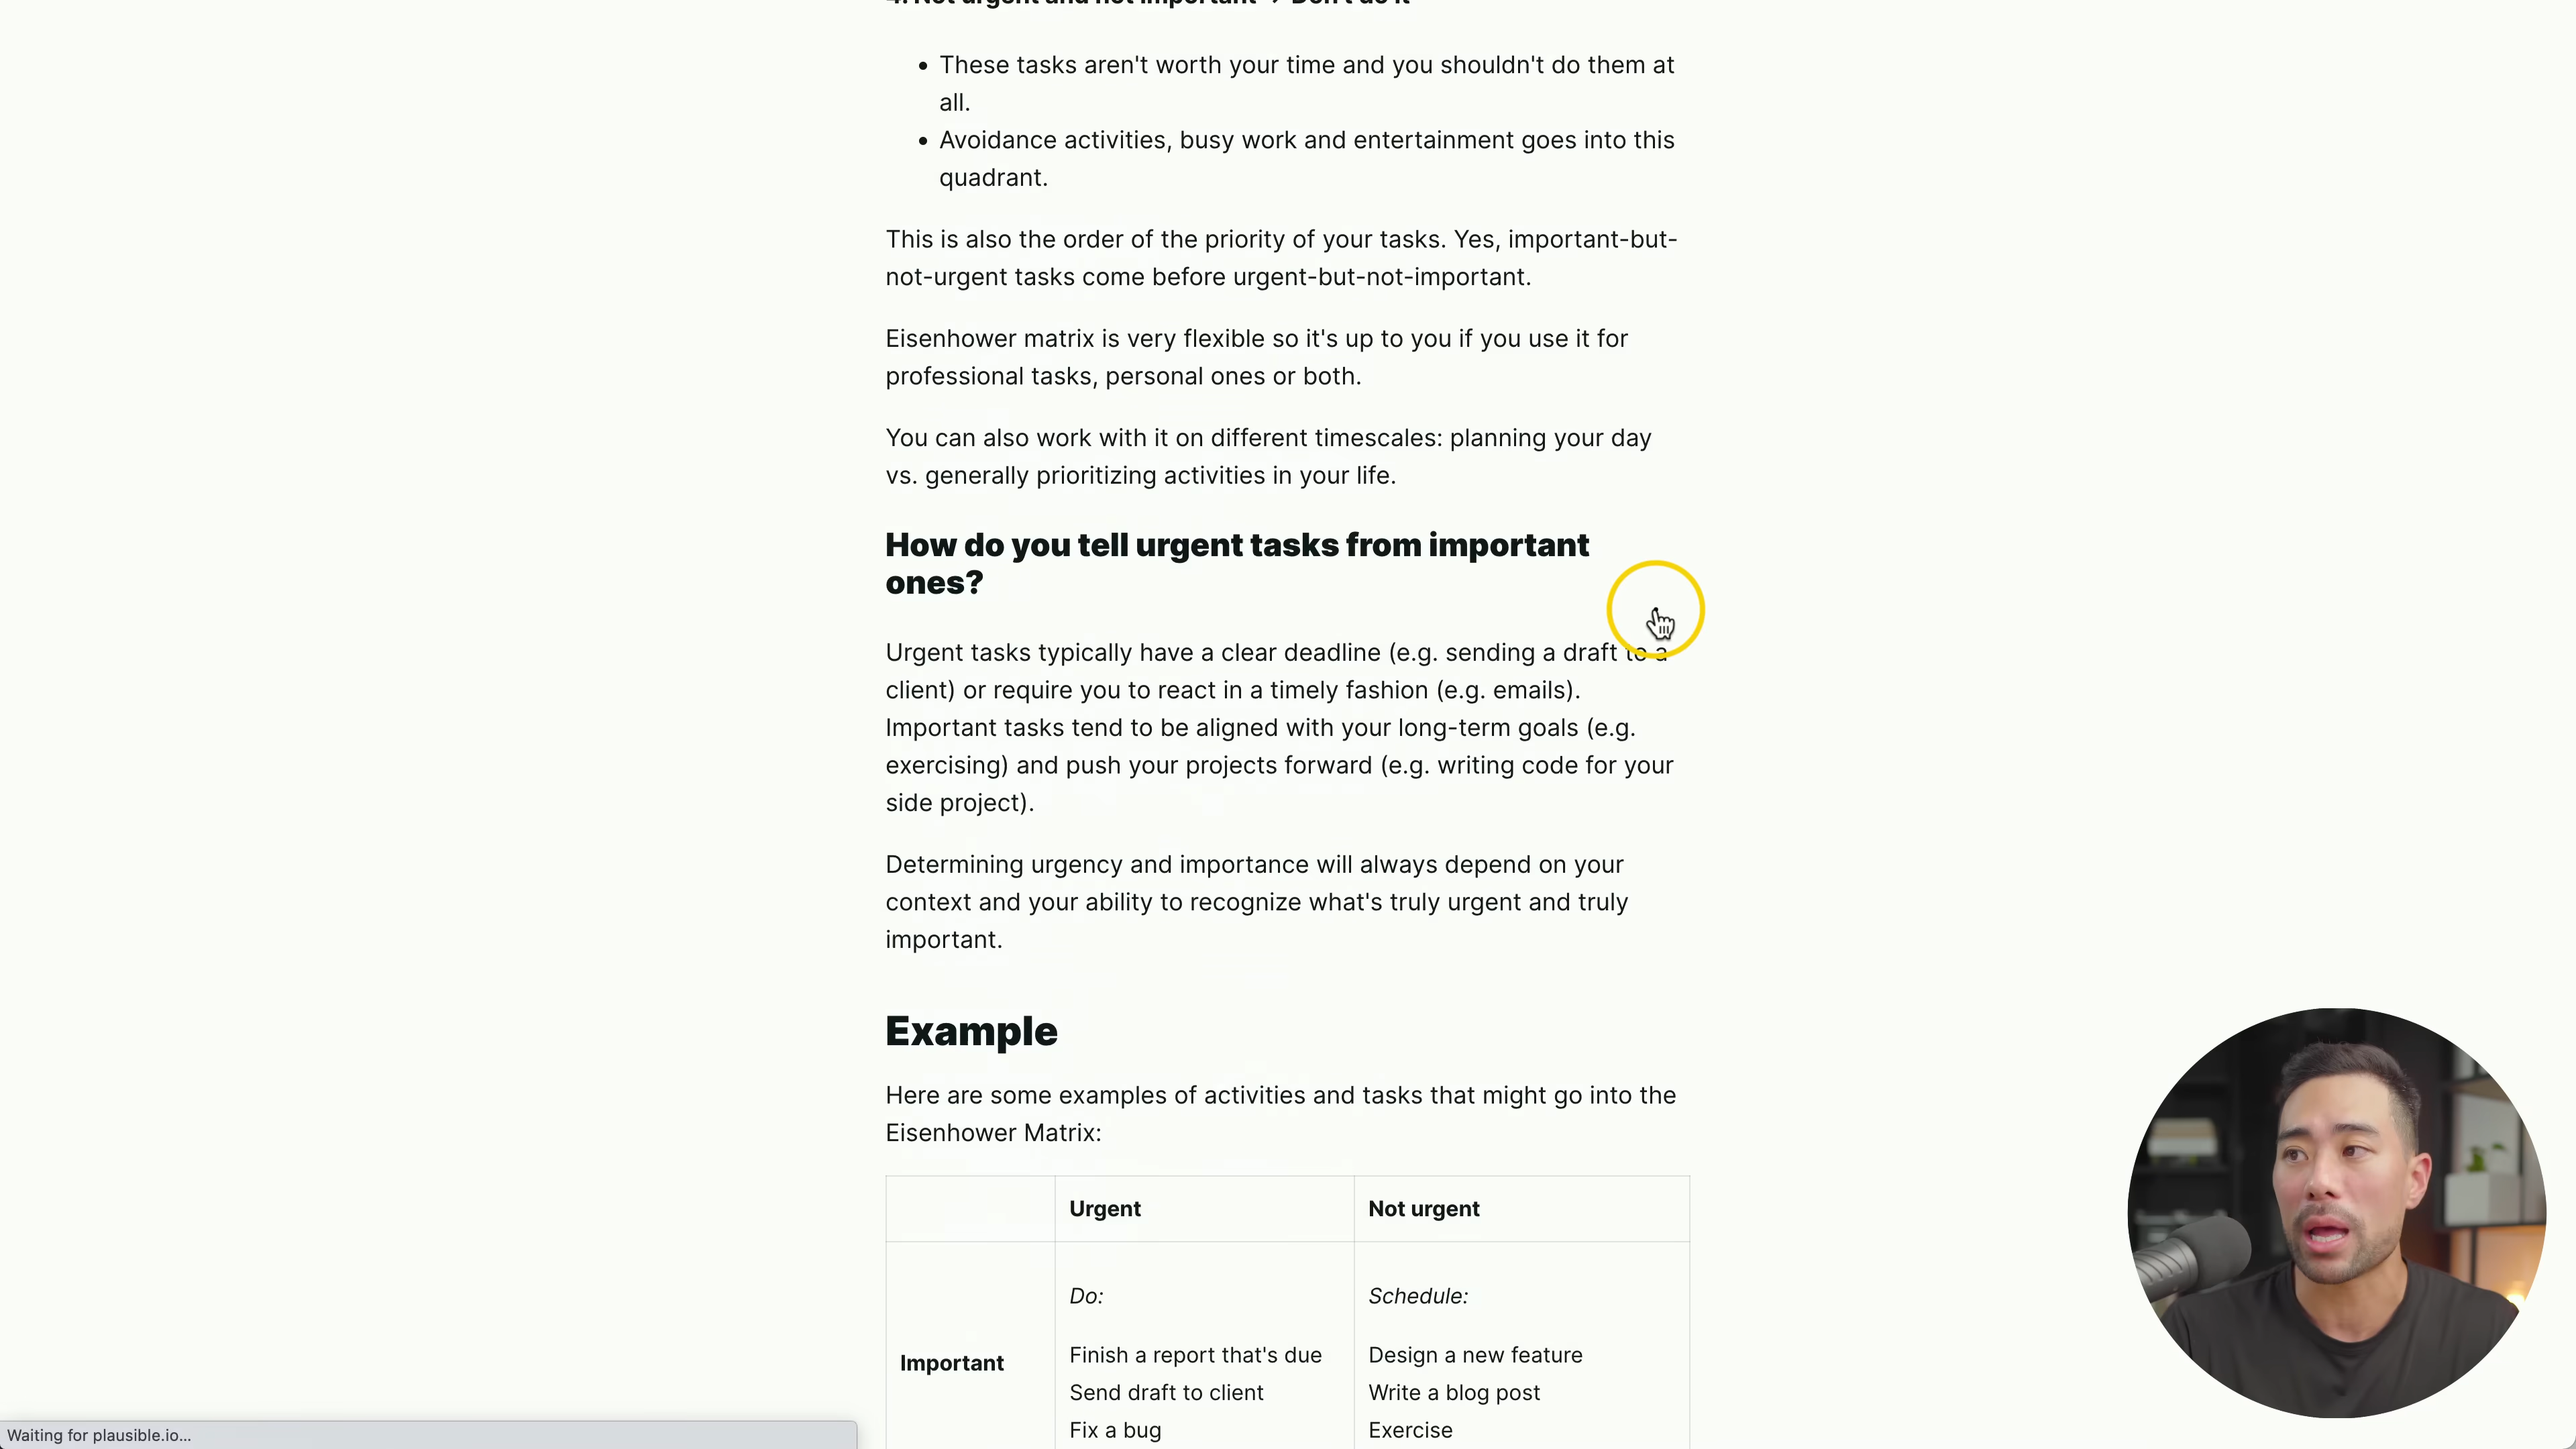 4. Not urgent and not important → Don't do it
These tasks aren't worth your time and you shouldn't do them at
all.
Avoidance activities, busy work and entertainment goes into this
quadrant.
This is also the order of the priority of your tasks. Yes, important-but-
not-urgent tasks come before urgent-but-not-important.
Eisenhower matrix is very flexible so it's up to you if you use it for
professional tasks, personal ones or both.
You can also work with it on different timescales: planning your day
vs. generally prioritizing activities in your life.
How do you tell urgent tasks from important
ones?
Urgent tasks typically have a clear deadline (e.g. sending a draft to a
client) or require you to react in a timely fashion (e.g. emails).
Important tasks tend to be aligned with your long-term goals (e.g.
exercising) and push your projects forward (e.g. writing code for your
side project).
Determining urgency and importance will always depend on your
context and your ability to recognize what's truly urgent and truly
important.
Example
Here are some examples of activities and tasks that might go into the
Eisenhower Matrix:
Urgent
Not urgent
Important
Do:
Finish a report that's due
Send draft to client
Fix a bug
Schedule:
Design a new feature
Write a blog post
Exercise
Waiting for plausible.io...